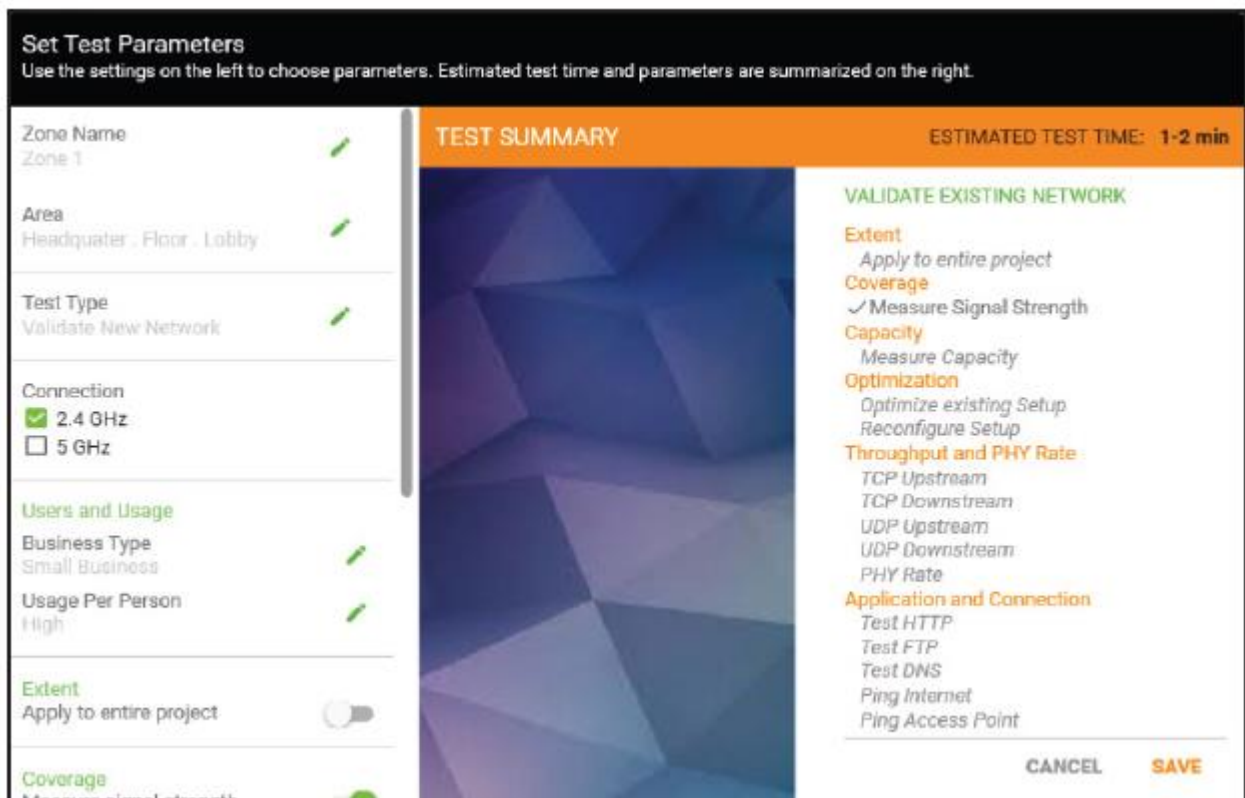 Set Test Parameters
Use the settings on the left to choose parameters. Estimated test time and parameters are summarized on the right.
Zone Name
Zone 1
Area
Headquater . Floor . Lobby
Test Type
Validate New Network
Connection
2.4 GHz
5 GHz
Users and Usage
Business Type
Small Business
Usage Per Person
High
Extent
Apply to entire project
Coverage
Measure signal strength
TEST SUMMARY
ESTIMATED TEST TIME: 1-2 min
VALIDATE EXISTING NETWORK
Extent
Apply to entire project
Coverage
Measure Signal Strength
Capacity
Measure Capacity
Optimization
Optimize existing Setup
Reconfigure Setup
Throughput and PHY Rate
TCP Upstream
TCP Downstream
UDP Upstream
UDP Downstream
PHY Rate
Application and Connection
Test HTTP
Test FTP
Test DNS
Ping Internet
Ping Access Point
CANCEL SAVE